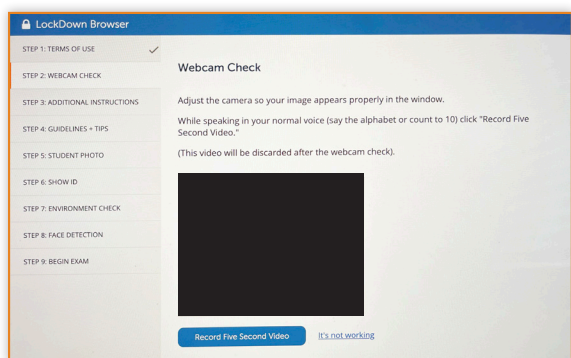 LockDown Browser
STEP 1: TERMS OF USE
STEP 2: WEBCAM CHECK
STEP 3: ADDITIONAL INSTRUCTIONS
STEP 4: GUIDELINES + TIPS
STEP 5: STUDENT PHOTO
STEP 6: SHOW ID
STEP 7: ENVIRONMENT CHECK
STEP 8: FACE DETECTION
STEP 9: BEGIN EXAM
Webcam Check
Adjust the camera so your image appears properly in the window.
While speaking in your normal voice (say the alphabet or count to 10) click "Record Five
Second Video."
(This video will be discarded after the webcam check).
Record Five Second Video
It's not working